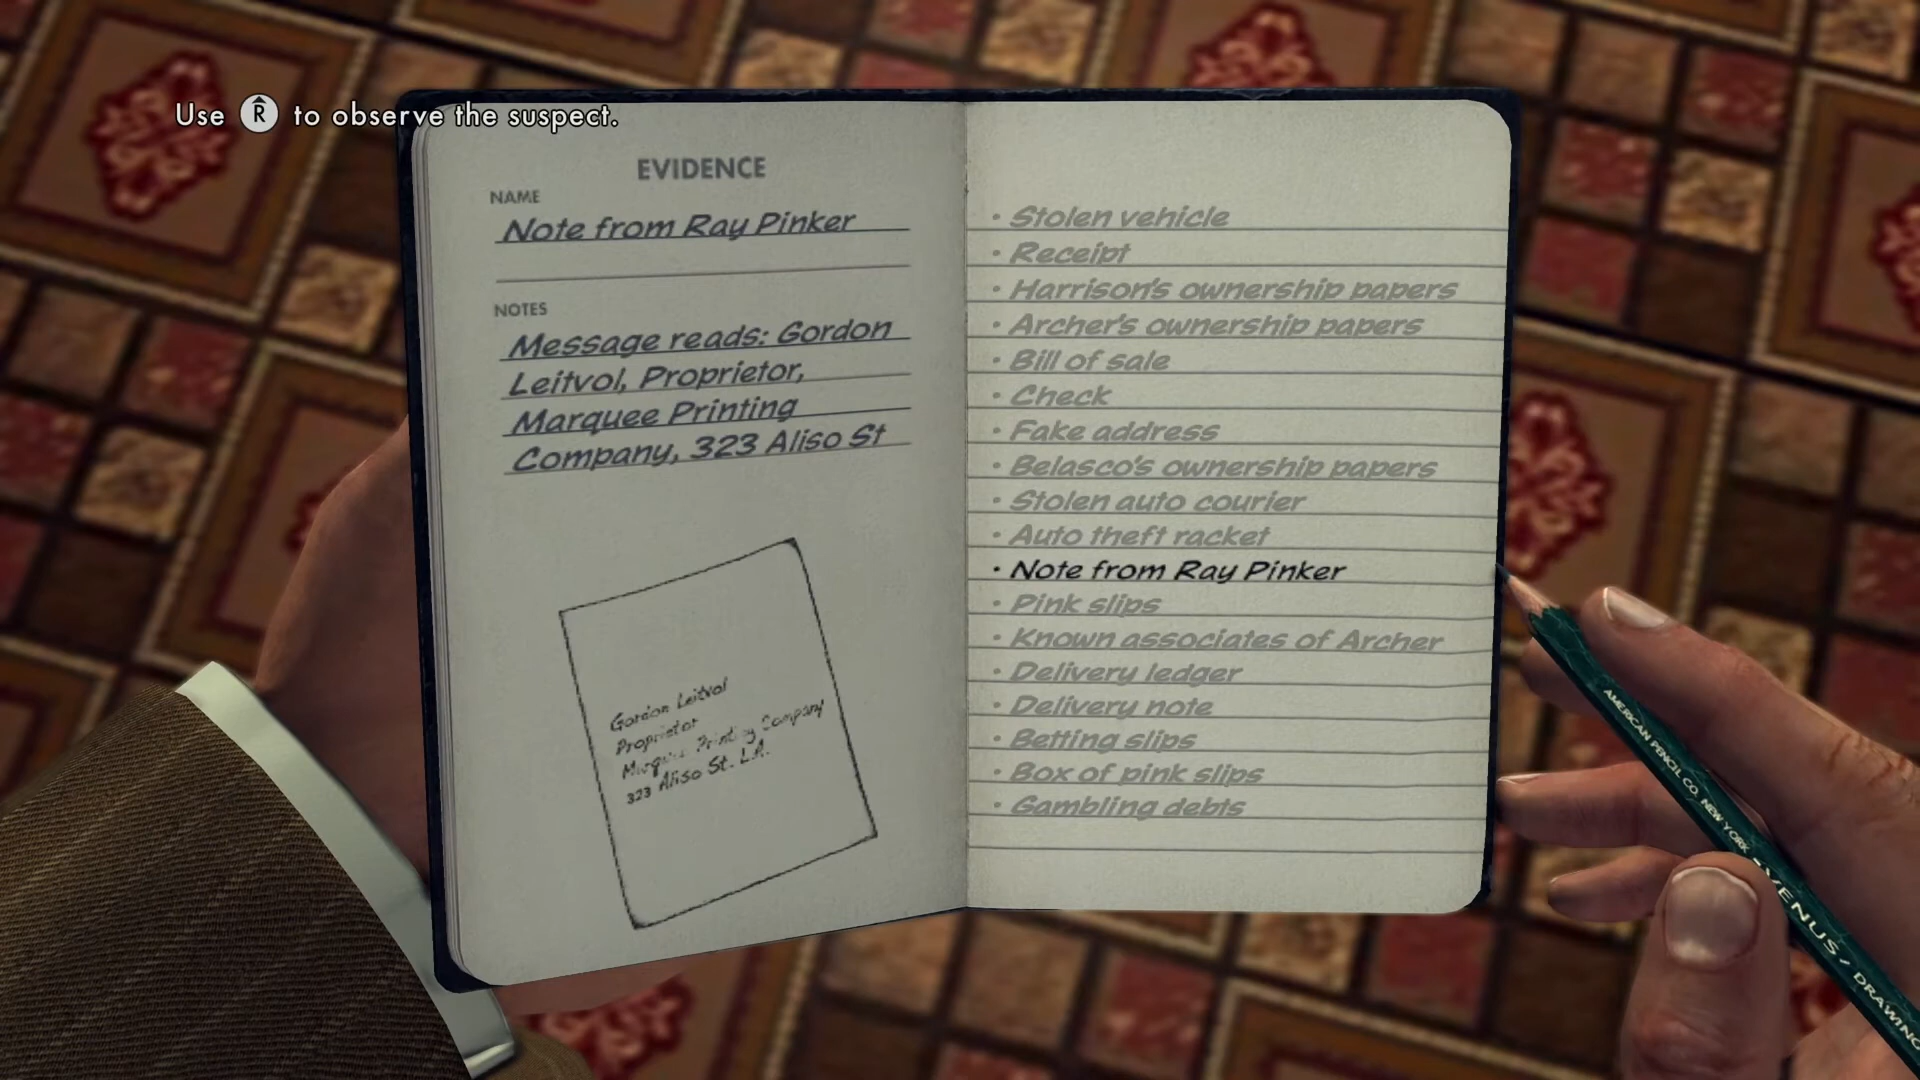 Use R to observe the suspect.
EVIDENCE
NAME
Note from Ray Pinker
NOTES
Message reads: Gordon
Leitvol, Proprietor,
Marquee Printing
Company, 323 Aliso St
Gordon Leitvol
Proprietor
Marquee Printing Company
323 Aliso St. L.A.
• Stolen vehicle
• Receipt
• Harrison's ownership papers
• Archer's ownership papers
• Bill of sale
• Check
• Fake address
• Belasco's ownership papers
• Stolen auto courier
• Auto theft racket
• Note from Ray Pinker
• Pink slips
• Known associates of Archer
• Delivery ledger
• Delivery note
• Betting slips
• Box of pink slips
• Gambling debts
AMERICAN PENCIL CO. NEW YORK VENUS DRAWING